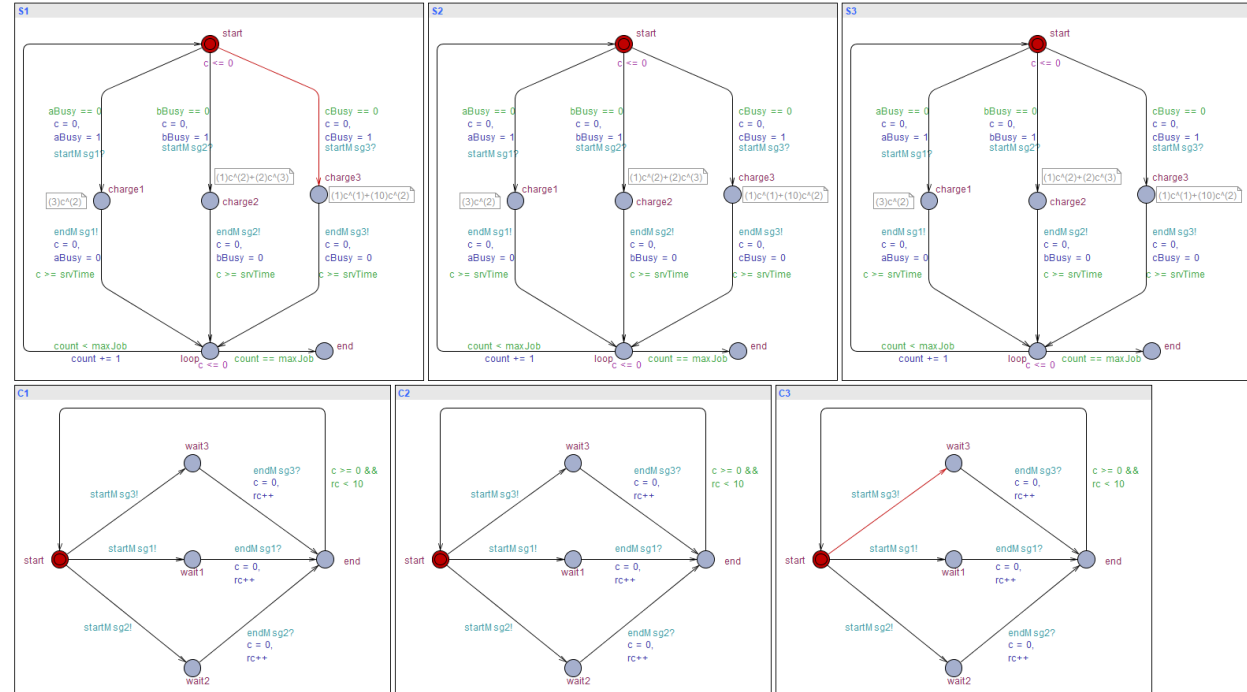 S1
start
c <= 0
aBusy == 0
c = 0,
aBusy = 1
startMsg1?
bBusy == 0
c = 0,
bBusy = 1
startMsg2?
cBusy == 0
c = 0,
cBusy = 1
startMsg3?
charge1
(3)c^(2)
(1)c^(2)+(2)c^(3)
charge2
charge3
(1)c^(1)+(10)c^(2)
endMsg1!
c = 0,
aBusy = 0
c >= srvTime
endMsg2!
c = 0,
bBusy = 0
c >= srvTime
endMsg3!
c = 0,
cBusy = 0
c >= srvTime
count < maxJob
count += 1
loop
c <= 0
count == maxJob
end
S2
start
c <= 0
aBusy == 0
c = 0,
aBusy = 1
startMsg1?
bBusy == 0
c = 0,
bBusy = 1
startMsg2?
cBusy == 0
c = 0,
cBusy = 1
startMsg3?
charge1
(3)c^(2)
(1)c^(2)+(2)c^(3)
charge2
charge3
(1)c^(1)+(10)c^(2)
endMsg1!
c = 0,
aBusy = 0
c >= srvTime
endMsg2!
c = 0,
bBusy = 0
c >= srvTime
endMsg3!
c = 0,
cBusy = 0
c >= srvTime
count < maxJob
count += 1
loop
c <= 0
count == maxJob
end
S3
start
c <= 0
aBusy == 0
c = 0,
aBusy = 1
startMsg1?
bBusy == 0
c = 0,
bBusy = 1
startMsg2?
cBusy == 0
c = 0,
cBusy = 1
startMsg3?
charge1
(3)c^(2)
(1)c^(2)+(2)c^(3)
charge2
charge3
(1)c^(1)+(10)c^(2)
endMsg1!
c = 0,
aBusy = 0
c >= srvTime
endMsg2!
c = 0,
bBusy = 0
c >= srvTime
endMsg3!
c = 0,
cBusy = 0
c >= srvTime
count < maxJob
count += 1
loop
c <= 0
count == maxJob
end
C1
wait3
startMsg3!
endMsg3?
c = 0,
rc++
c >= 0 &&
rc < 10
start
startMsg1!
wait1
endMsg1?
c = 0,
rc++
end
startMsg2!
endMsg2?
c = 0,
rc++
wait2
C2
wait3
startMsg3!
endMsg3?
c = 0,
rc++
c >= 0 &&
rc < 10
start
startMsg1!
wait1
endMsg1?
c = 0,
rc++
end
startMsg2!
endMsg2?
c = 0,
rc++
wait2
C3
wait3
startMsg3!
endMsg3?
c = 0,
rc++
c >= 0 &&
rc < 10
start
startMsg1!
wait1
endMsg1?
c = 0,
rc++
end
startMsg2!
endMsg2?
c = 0,
rc++
wait2